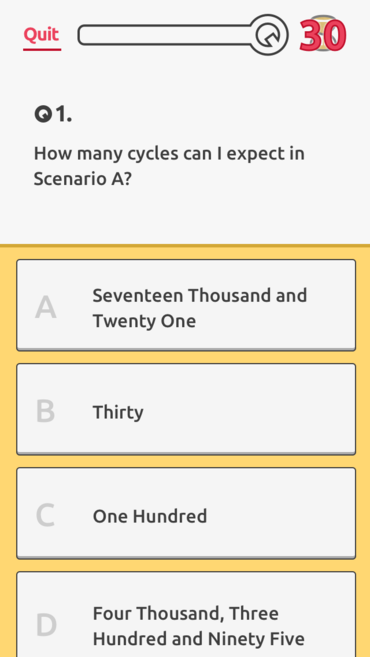 Quit
30
Q1.
How many cycles can I expect in
Scenario A?
A
Seventeen Thousand and
Twenty One
B
Thirty
C
One Hundred
D
Four Thousand, Three
Hundred and Ninety Five